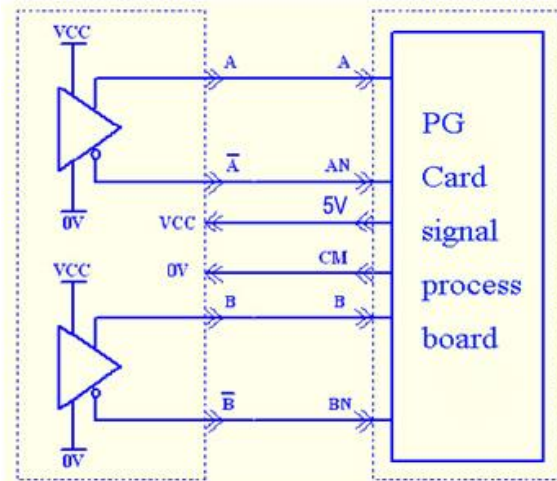 VCC
A A
A̅ AN
0V
VCC 5V
0V CM
VCC
B B
B̅ BN
0V
PG
Card
signal
process
board